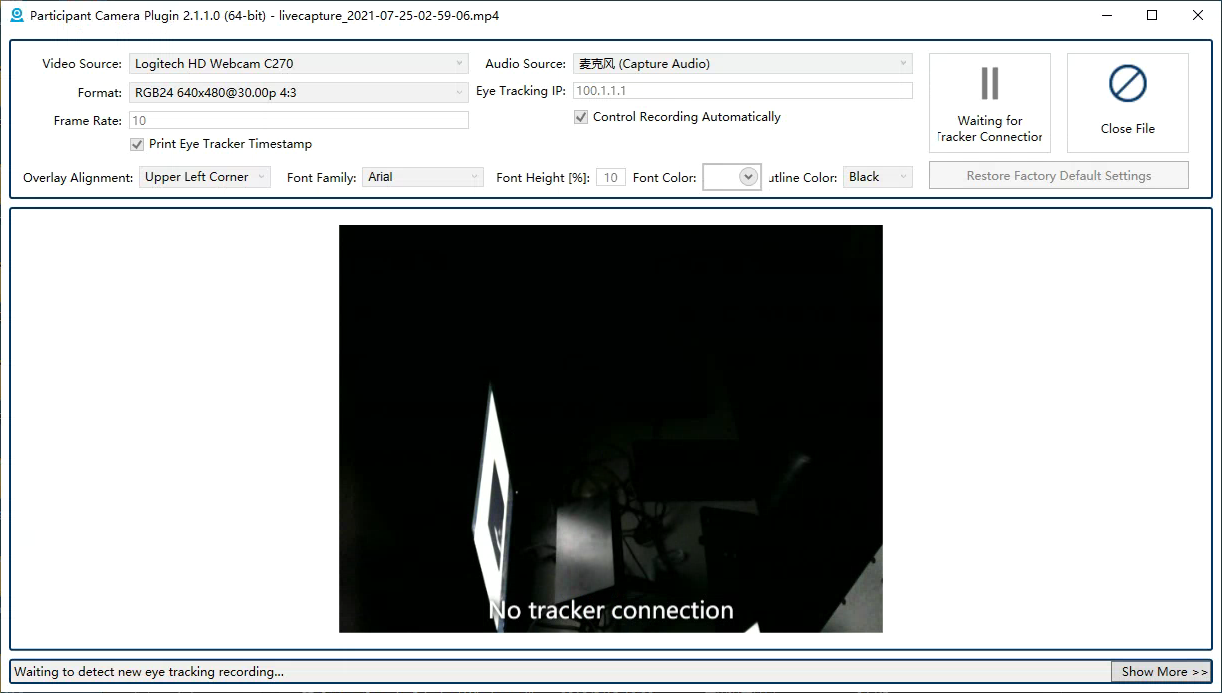 Participant Camera Plugin 2.1.1.0 (64-bit) - livecapture_2021-07-25-02-59-06.mp4
Video Source: Logitech HD Webcam C270
Audio Source: 麦克风 (Capture Audio)
Format: RGB24 640x480@30.00p 4:3
Eye Tracking IP: 100.1.1.1
Frame Rate: 10
Control Recording Automatically
Print Eye Tracker Timestamp
Waiting for
Tracker Connection
Close File
Overlay Alignment: Upper Left Corner Font Family: Arial Font Height [%]: 10 Font Color: utline Color: Black
Restore Factory Default Settings
No tracker connection
Waiting to detect new eye tracking recording...
Show More >>